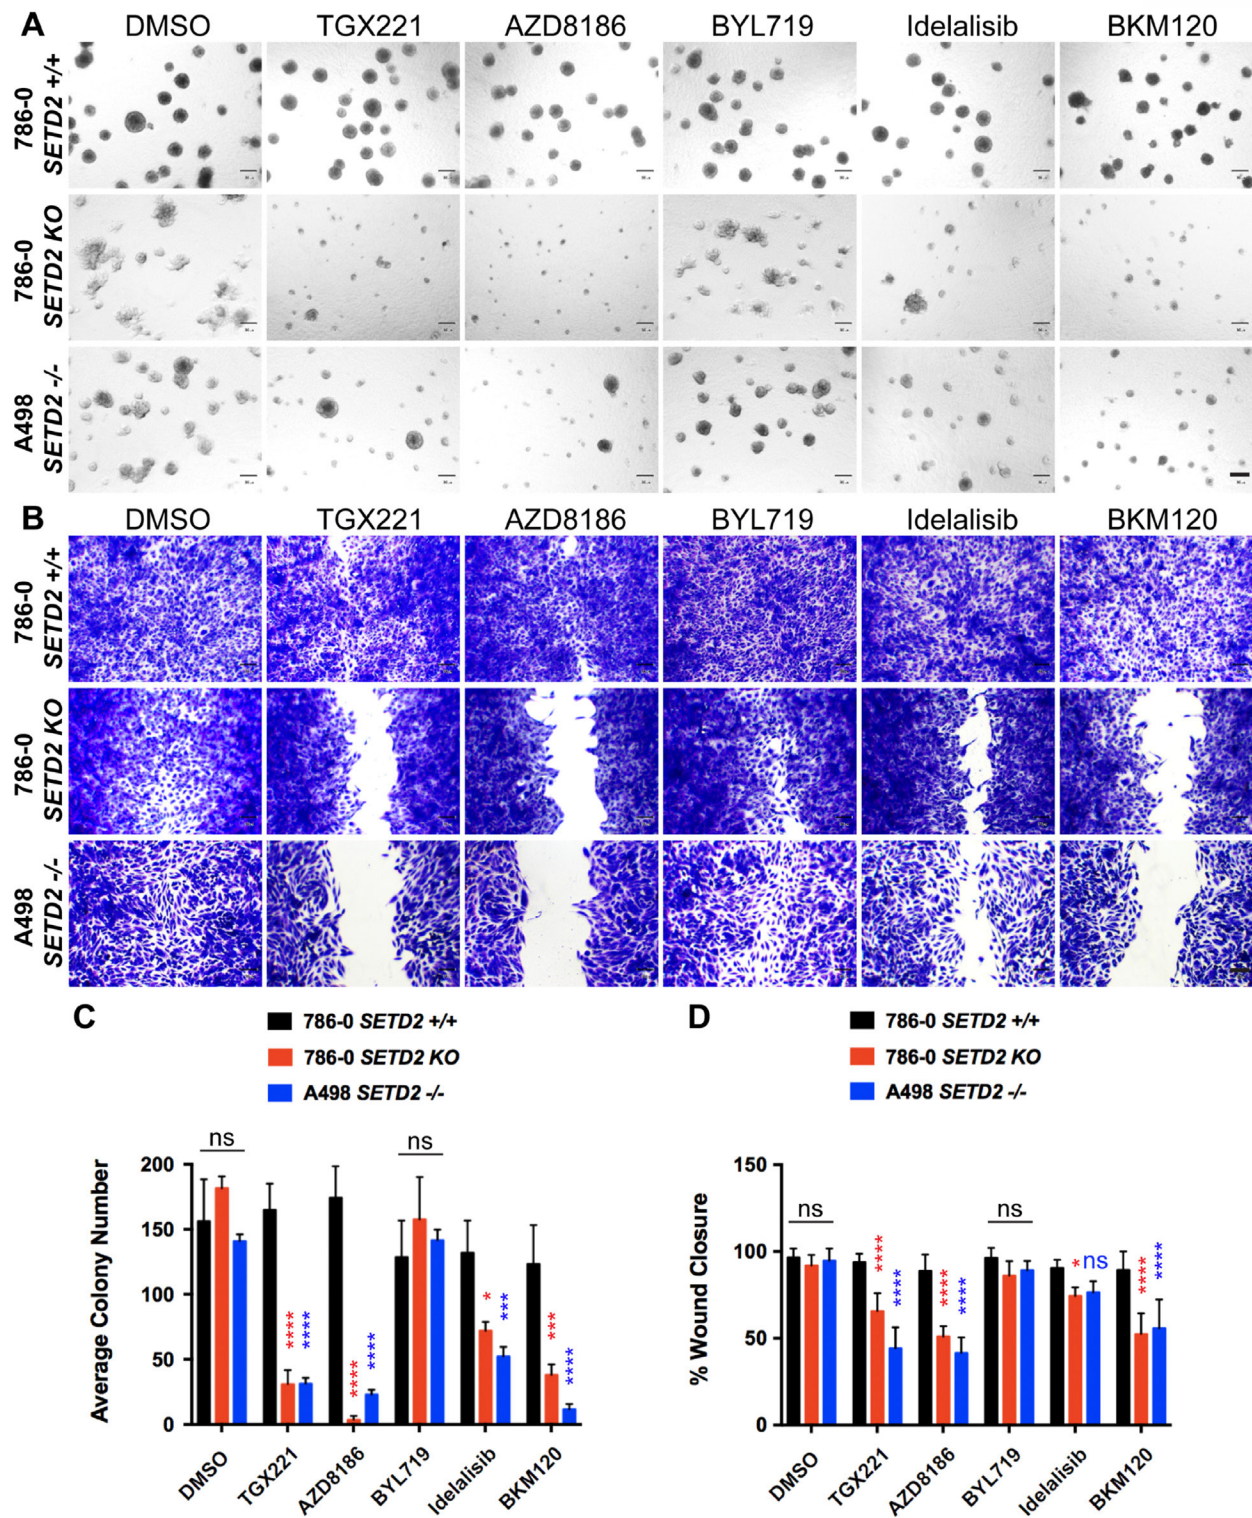 A
DMSO TGX221 AZD8186 BYL719 Idelalisib BKM120
786-0
SETD2 +/+
786-0
SETD2 KO
A498
SETD2 -/-
B
DMSO TGX221 AZD8186 BYL719 Idelalisib BKM120
786-0
SETD2 +/+
786-0
SETD2 KO
A498
SETD2 -/-
C
786-0 SETD2 +/+
786-0 SETD2 KO
A498 SETD2 -/-
Average Colony Number
200
150
100
50
0
ns
****
****
****
****
ns
*
***
***
****
DMSO
TGX221
AZD8186
BYL719
Idelalisib
BKM120
D
786-0 SETD2 +/+
786-0 SETD2 KO
A498 SETD2 -/-
% Wound Closure
150
100
50
0
ns
****
****
****
****
ns
*
ns
****
****
DMSO
TGX221
AZD8186
BYL719
Idelalisib
BKM120